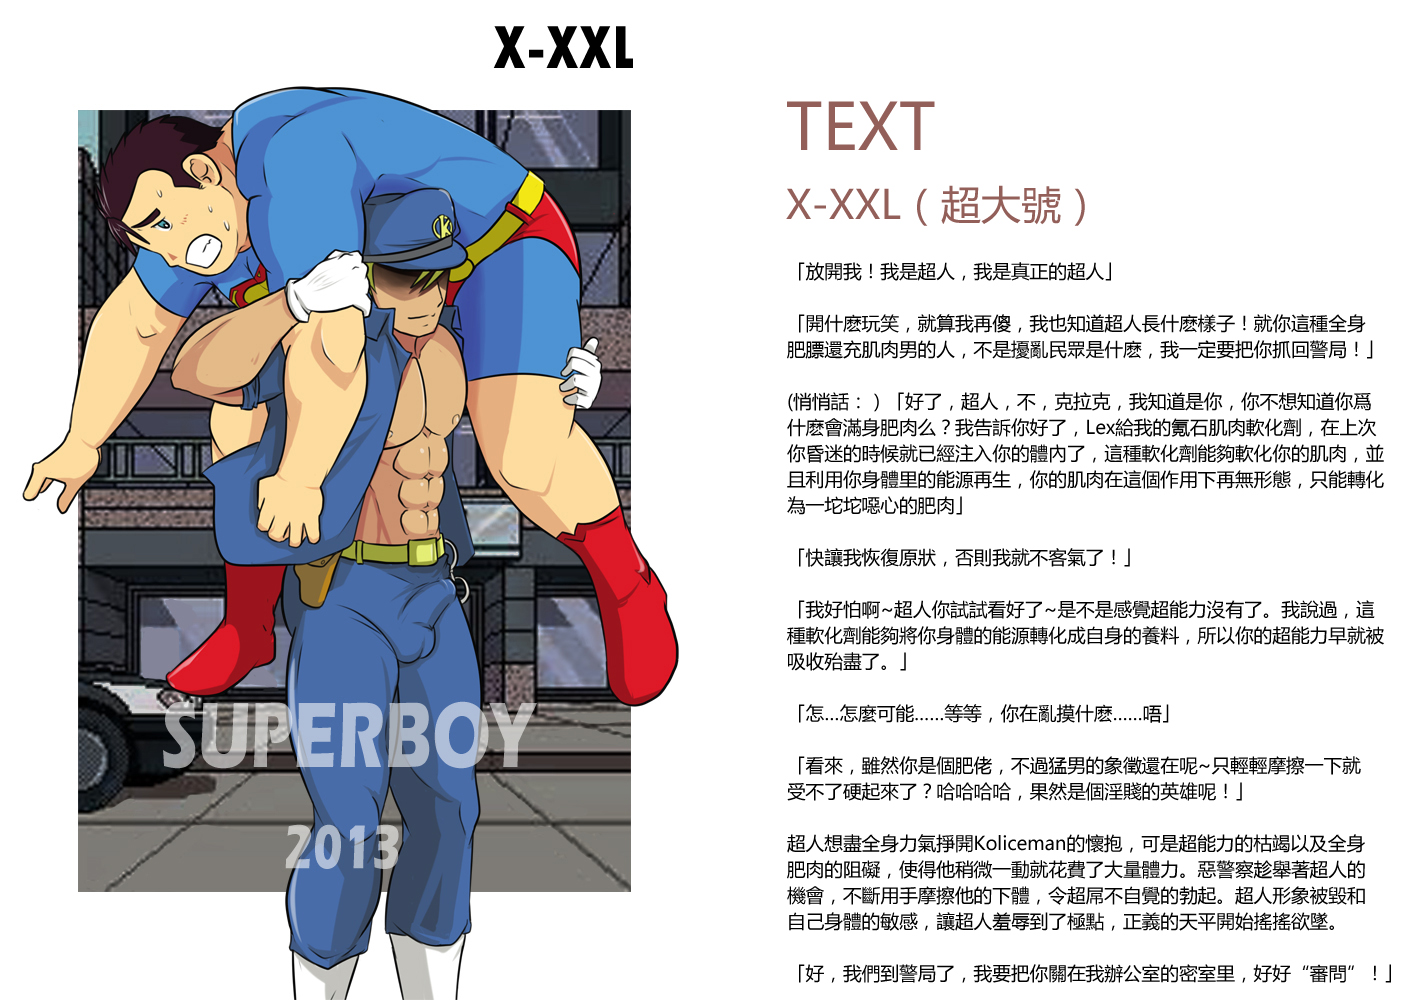 X-XXL
SUPERBOY
2013
TEXT
X-XXL（超大號）
「放開我！我是超人，我是真正的超人」
「開什麽玩笑，就算我再傻，我也知道超人長什麽樣子！就你這種全身
肥膘還充肌肉男的人，不是擾亂民眾是什麽，我一定要把你抓回警局！」
(悄悄話：）「好了，超人，不，克拉克，我知道是你，你不想知道你爲
什麽會滿身肥肉么？我告訴你好了，Lex給我的氪石肌肉軟化劑，在上次
你昏迷的時候就已經注入你的體內了，這種軟化劑能夠軟化你的肌肉，並
且利用你身體里的能源再生，你的肌肉在這個作用下再無形態，只能轉化
為一坨坨噁心的肥肉」
「快讓我恢復原狀，否則我就不客氣了！」
「我好怕啊~超人你試試看好了~是不是感覺超能力沒有了。我說過，這
種軟化劑能夠將你身體的能源轉化成自身的養料，所以你的超能力早就被
吸收殆盡了。」
「怎...怎麼可能......等等，你在亂摸什麽......唔」
「看來，雖然你是個肥佬，不過猛男的象徵還在呢~只輕輕摩擦一下就
受不了硬起來了？哈哈哈哈，果然是個淫賤的英雄呢！」
超人想盡全身力氣掙開Koliceman的懷抱，可是超能力的枯竭以及全身
肥肉的阻礙，使得他稍微一動就花費了大量體力。惡警察趁舉著超人的
機會，不斷用手摩擦他的下體，令超屌不自覺的勃起。超人形象被毀和
自己身體的敏感，讓超人羞辱到了極點，正義的天平開始搖搖欲墜。
「好，我們到警局了，我要把你關在我辦公室的密室里，好好“審問”！」